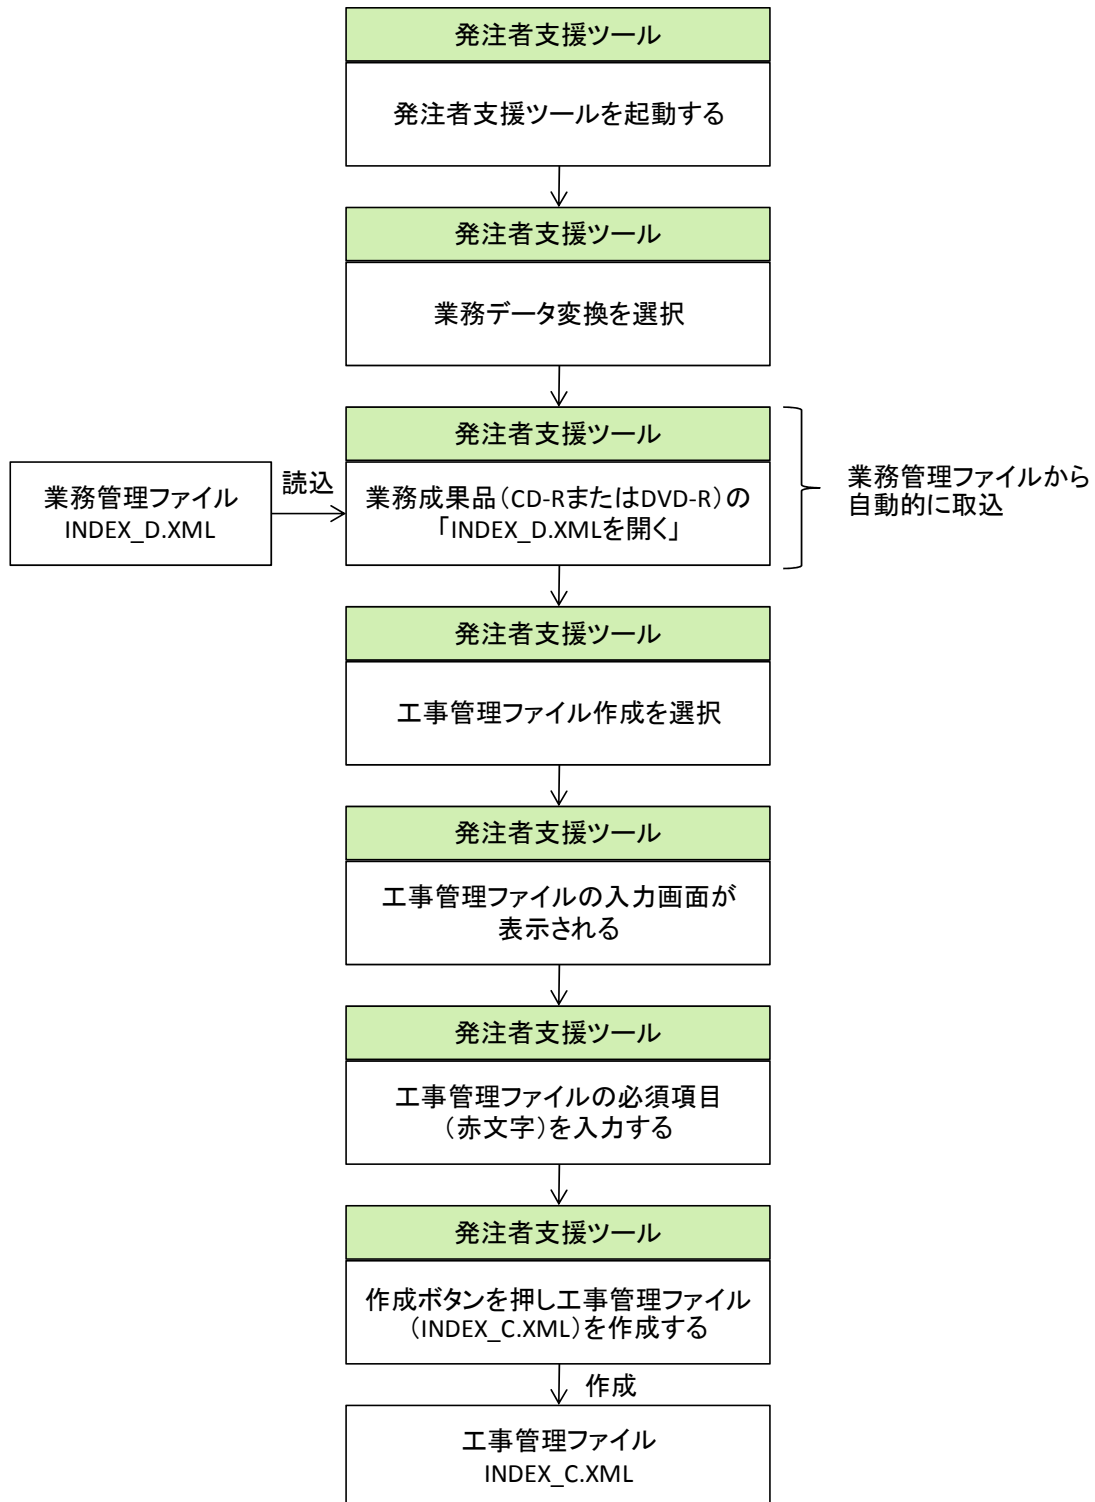 発注者支援ツール
発注者支援ツールを起動する
発注者支援ツール
業務データ変換を選択
発注者支援ツール
業務管理ファイル
INDEX_D.XML
読込
業務成果品（CD-RまたはDVD-R）の
「INDEX_D.XMLを開く」
業務管理ファイルから
自動的に取込
発注者支援ツール
工事管理ファイル作成を選択
発注者支援ツール
工事管理ファイルの入力画面が
表示される
発注者支援ツール
工事管理ファイルの必須項目
（赤文字）を入力する
発注者支援ツール
作成ボタンを押し工事管理ファイル
（INDEX_C.XML）を作成する
作成
工事管理ファイル
INDEX_C.XML